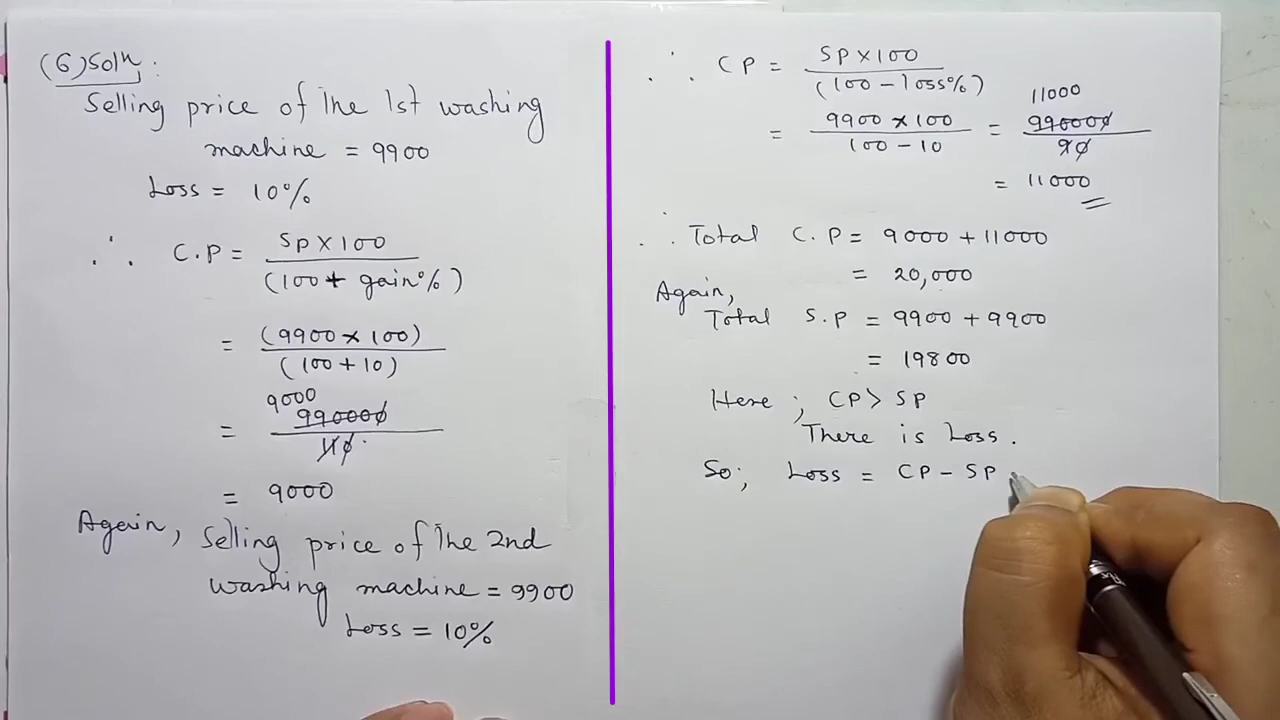 (6) Soln:
Selling price of the 1st washing
machine = 9900
Loss = 10%
∴ C.P = SP×100
(100 + gain%)
= (9900 × 100)
(100 + 10)
9000
= 990000
110
= 9000
Again, Selling price of the 2nd
washing machine = 9900
Loss = 10%
∴ CP = SP×100
(100 - loss%)
11000
= 9900 × 100 = 990000
100 - 10 90
= 11000
∴ Total C.P = 9000 + 11000
= 20,000
Again,
Total S.P = 9900 + 9900
= 19800
Here ; CP > SP
There is Loss.
So; Loss = CP - SP